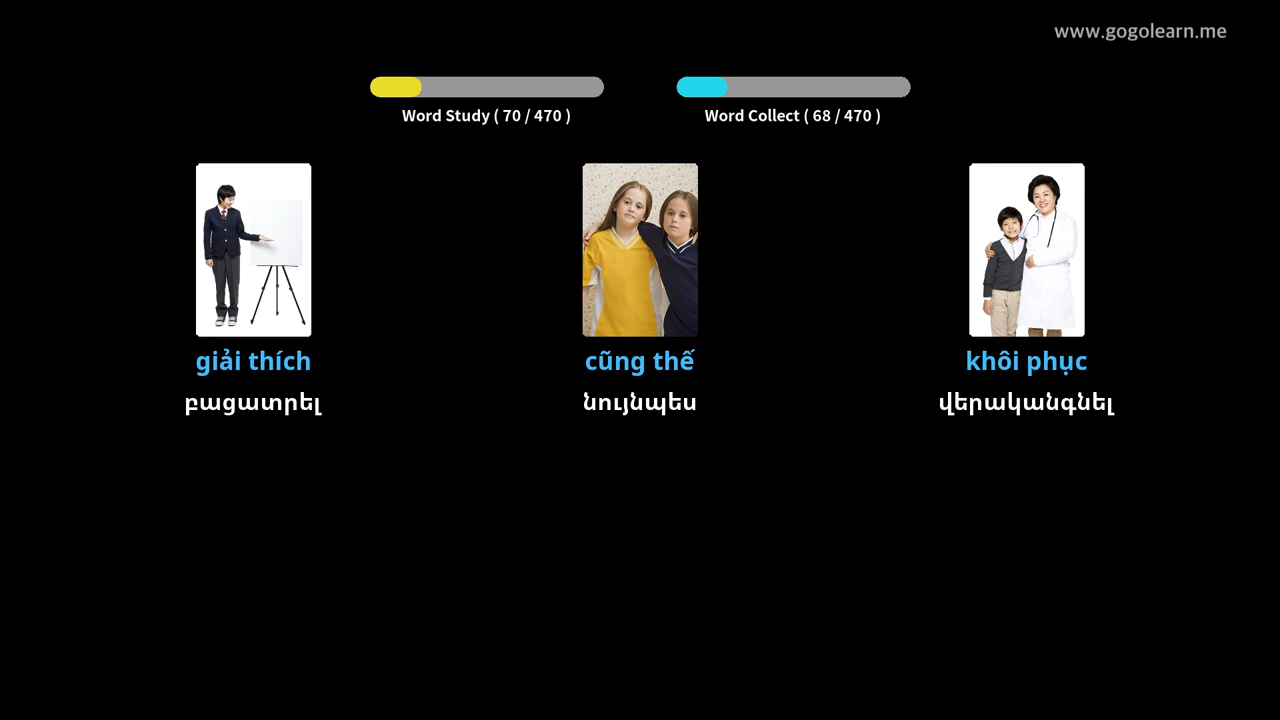 www.gogolearn.me
Word Study ( 70 / 470 )
Word Collect ( 68 / 470 )
giải thích
cũng thế
khôi phục
բացատրել
նույնպես
վերականգնել